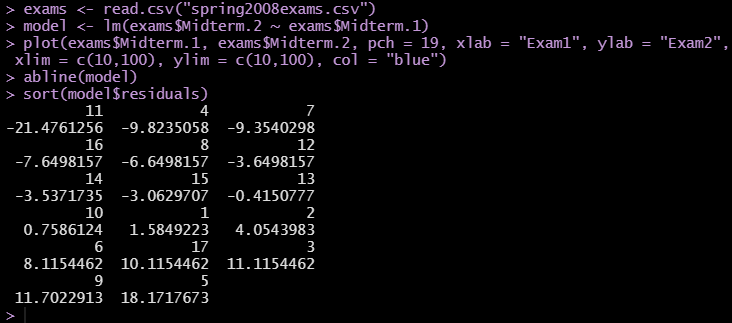 > exams <- read.csv("spring2008exams.csv")
> model <- lm(exams$Midterm.2 ~ exams$Midterm.1)
> plot(exams$Midterm.1, exams$Midterm.2, pch = 19, xlab = "Exam1", ylab = "Exam2",
 xlim = c(10,100), ylim = c(10,100), col = "blue")
> abline(model)
> sort(model$residuals)
         11           4           7
-21.4761256  -9.8235058  -9.3540298
         16           8          12
 -7.6498157  -6.6498157  -3.6498157
         14          15          13
 -3.5371735  -3.0629707  -0.4150777
         10           1           2
  0.7586124   1.5849223   4.0543983
          6          17           3
  8.1154462  10.1154462  11.1154462
          9           5
 11.7022913  18.1717673
>